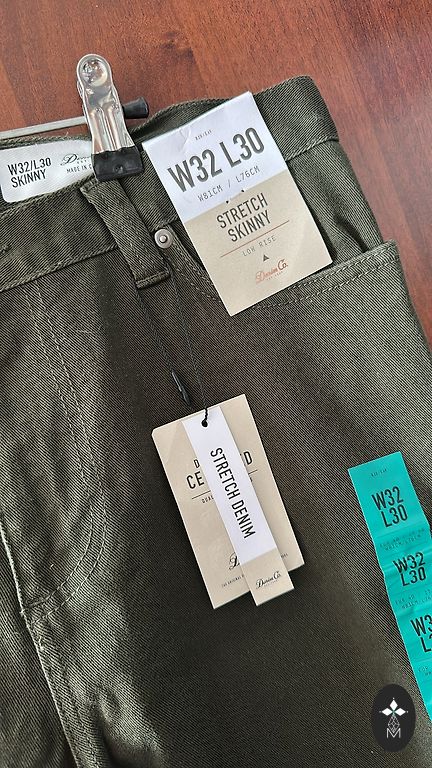 W32/L30
SKINNY
MADE IN
W32 L30
W81CM / L76CM
STRETCH
SKINNY
LOW RISE
Denim Co.
STRETCH DENIM
Denim Co.
W32
L30
W32
L30